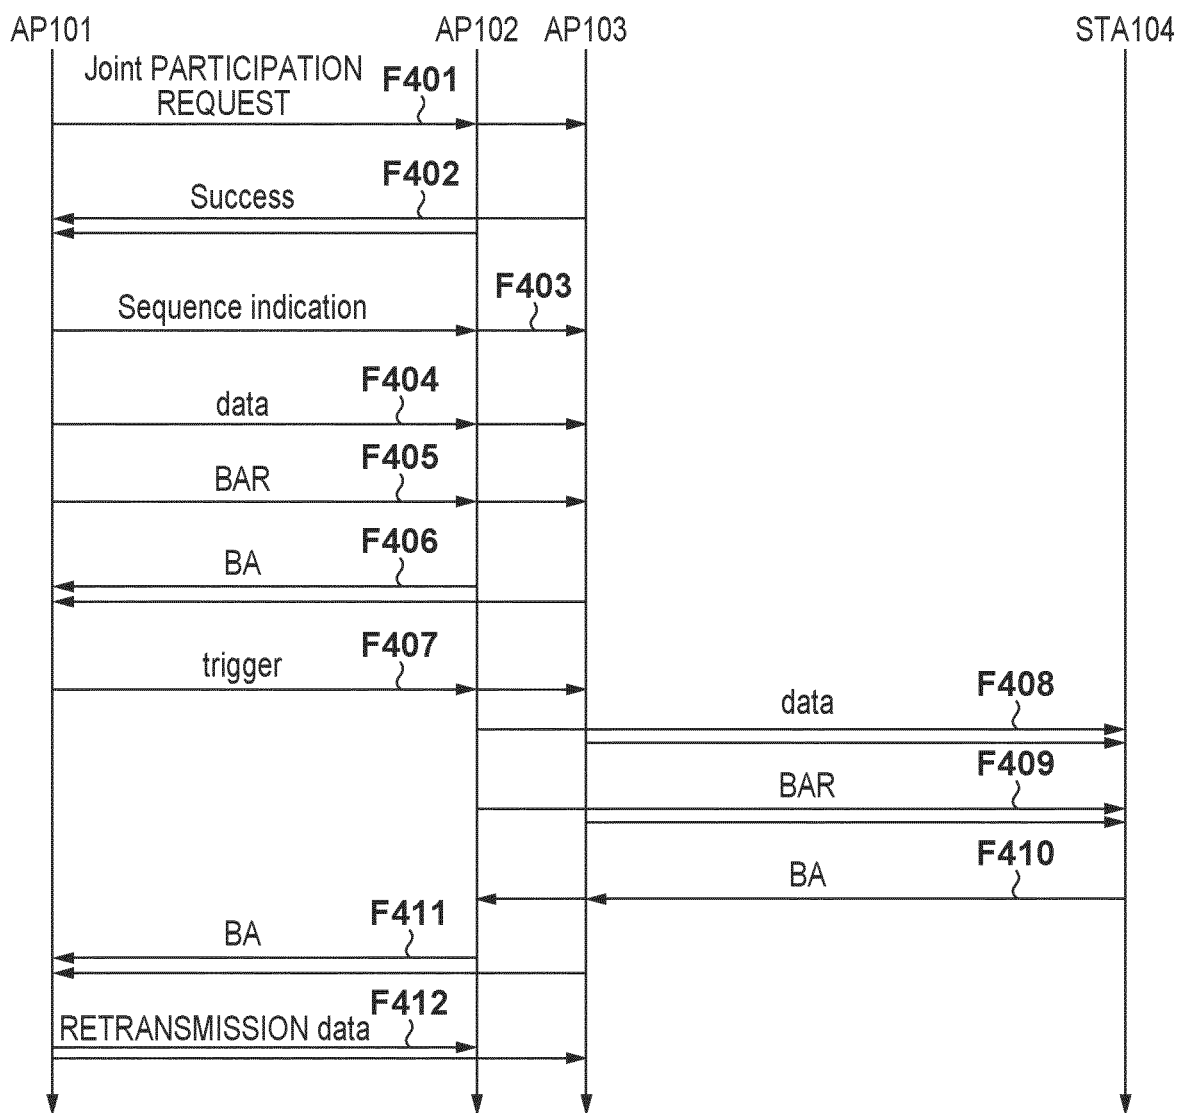 AP101
AP102
AP103
STA104
Joint PARTICIPATION
REQUEST
F401
Success
F402
Sequence indication
F403
data
F404
BAR
F405
BA
F406
trigger
F407
data
F408
BAR
F409
BA
F410
BA
F411
RETRANSMISSION data
F412